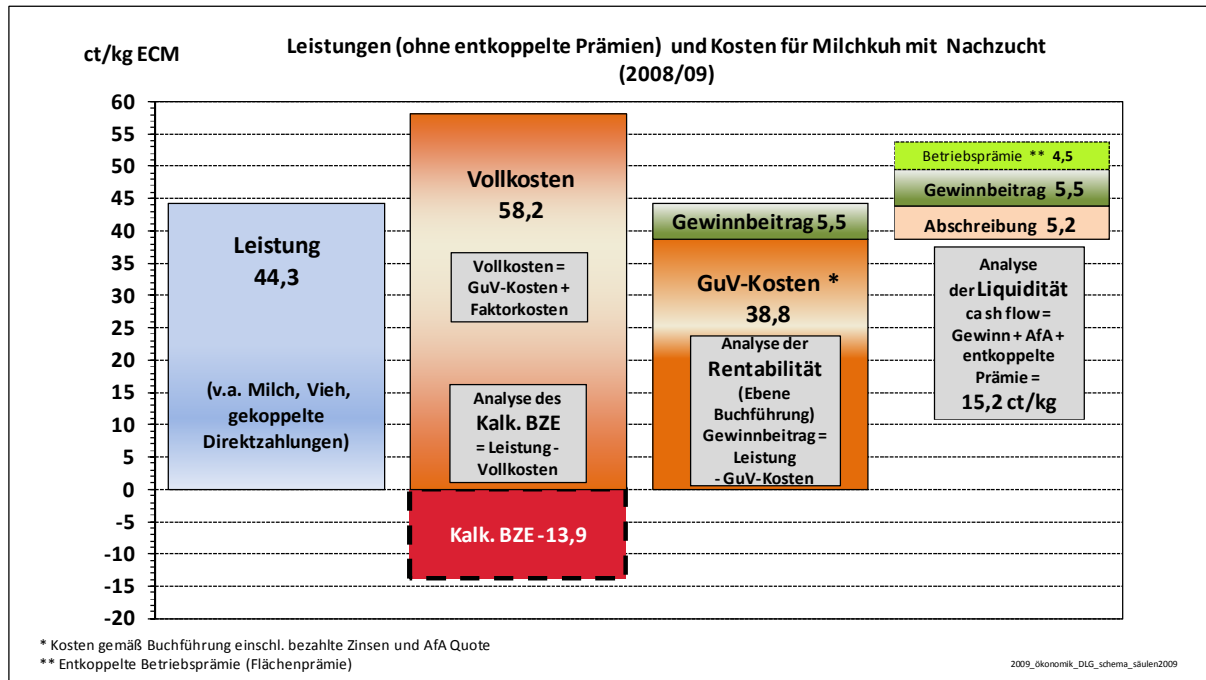 Leistungen (ohne entkoppelte Prämien) und Kosten für Milchkuh mit Nachzucht
(2008/09)
ct/kg ECM
60
55
50
45
40
35
30
25
20
15
10
5
0
-5
-10
-15
-20
Leistung
44,3
(v.a. Milch, Vieh,
gekoppelte
Direktzahlungen)
Vollkosten
58,2
Vollkosten =
GuV-Kosten +
Faktorkosten
Analyse des
Kalk. BZE
= Leistung -
Vollkosten
Kalk. BZE -13,9
Gewinnbeitrag 5,5
GuV-Kosten *
38,8
Analyse der
Rentabilität
(Ebene
Buchführung)
Gewinnbeitrag =
Leistung
- GuV-Kosten
Betriebsprämie ** 4,5
Gewinnbeitrag 5,5
Abschreibung 5,2
Analyse
der Liquidität
cash flow =
Gewinn + AfA +
entkoppelte
Prämie =
15,2 ct/kg
* Kosten gemäß Buchführung einschl. bezahlte Zinsen und AfA Quote
** Entkoppelte Betriebsprämie (Flächenprämie)
2009_ökonomik_DLG_schema_säulen2009